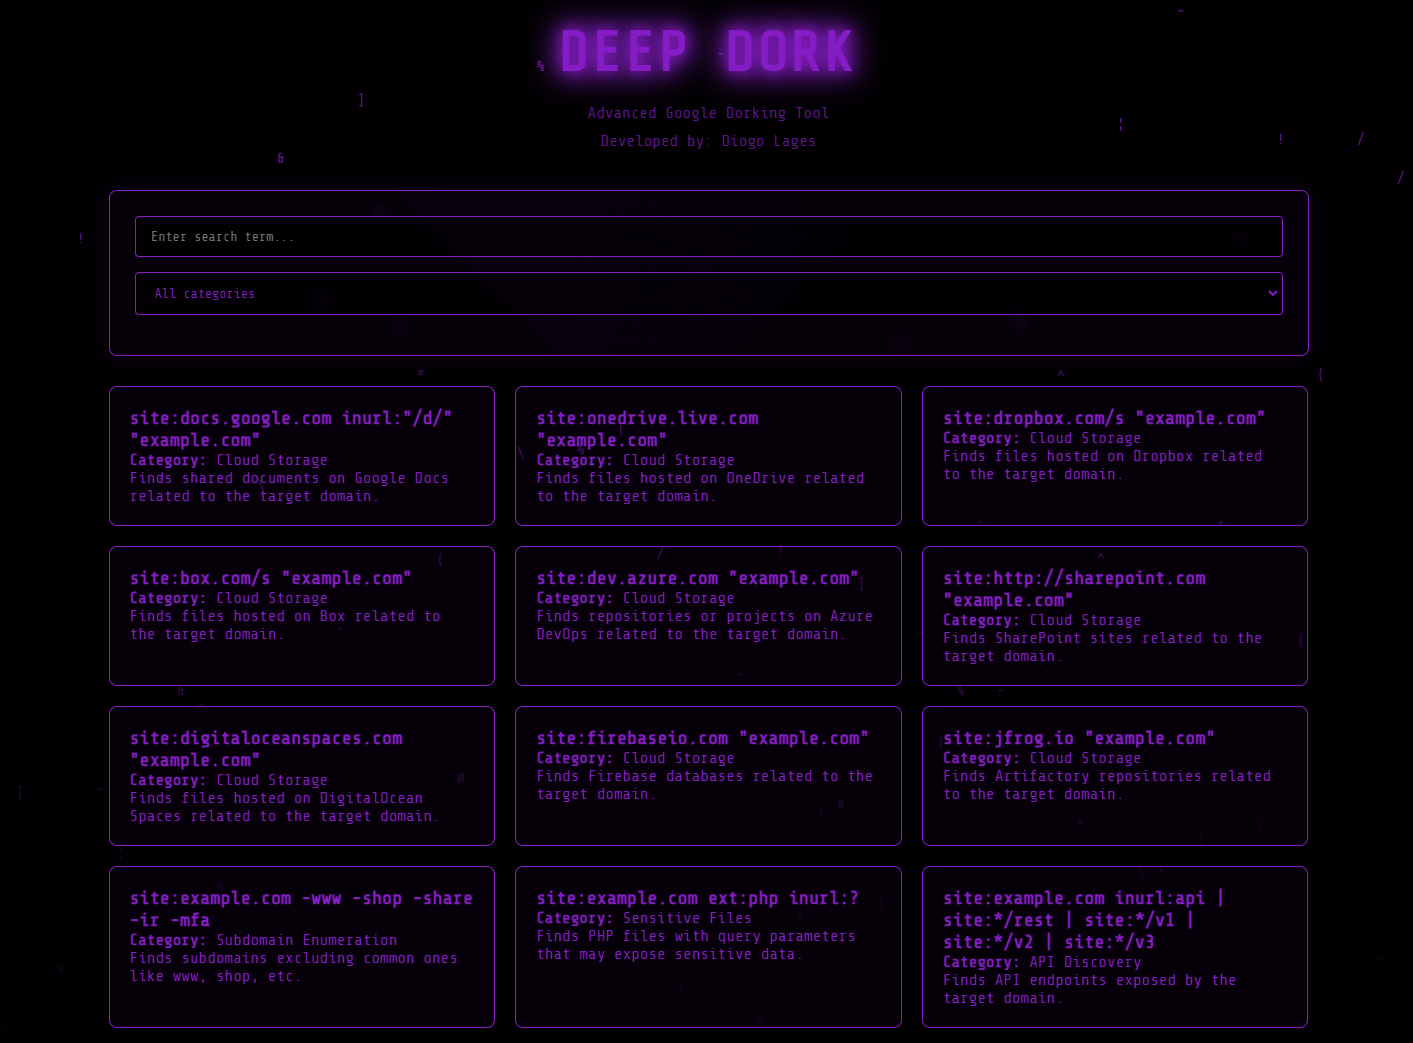 DEEP DORK
Advanced Google Dorking Tool
Developed by: Diogo Lages
Enter search term...
All categories
site:docs.google.com inurl:"/d/"
"example.com"
Category: Cloud Storage
Finds shared documents on Google Docs
related to the target domain.
site:onedrive.live.com
"example.com"
Category: Cloud Storage
Finds files hosted on OneDrive related
to the target domain.
site:dropbox.com/s "example.com"
Category: Cloud Storage
Finds files hosted on Dropbox related
to the target domain.
site:box.com/s "example.com"
Category: Cloud Storage
Finds files hosted on Box related to
the target domain.
site:dev.azure.com "example.com"
Category: Cloud Storage
Finds repositories or projects on Azure
DevOps related to the target domain.
site:http://sharepoint.com
"example.com"
Category: Cloud Storage
Finds SharePoint sites related to the
target domain.
site:digitaloceanspaces.com
"example.com"
Category: Cloud Storage
Finds files hosted on DigitalOcean
Spaces related to the target domain.
site:firebaseio.com "example.com"
Category: Cloud Storage
Finds Firebase databases related to the
target domain.
site:jfrog.io "example.com"
Category: Cloud Storage
Finds Artifactory repositories related
to the target domain.
site:example.com -www -shop -share
-ir -mfa
Category: Subdomain Enumeration
Finds subdomains excluding common ones
like www, shop, etc.
site:example.com ext:php inurl:?
Category: Sensitive Files
Finds PHP files with query parameters
that may expose sensitive data.
site:example.com inurl:api |
site:*/rest | site:*/v1 |
site:*/v2 | site:*/v3
Category: API Discovery
Finds API endpoints exposed by the
target domain.